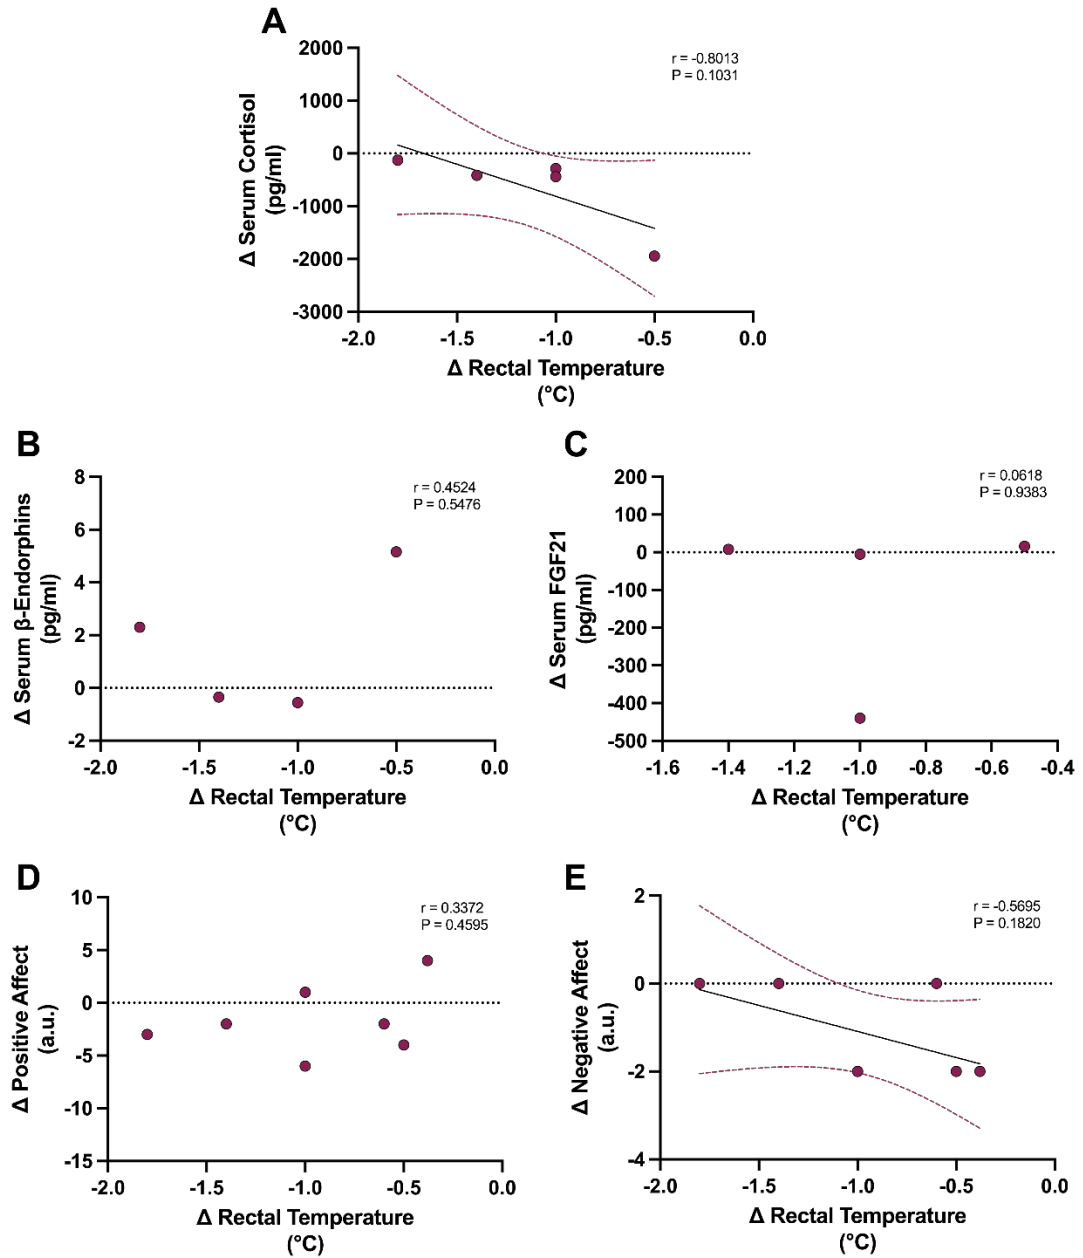 A
r = -0.8013
P = 0.1031
Δ Serum Cortisol
(pg/ml)
2000
1000
0
-1000
-2000
-3000
-2.0 -1.5 -1.0 -0.5 0.0
Δ Rectal Temperature
(°C)
B
r = 0.4524
P = 0.5476
Δ Serum β-Endorphins
(pg/ml)
8
6
4
2
0
-2
-2.0 -1.5 -1.0 -0.5 0.0
Δ Rectal Temperature
(°C)
C
r = 0.0618
P = 0.9383
Δ Serum FGF21
(pg/ml)
200
100
0
-100
-200
-300
-400
-500
-1.6 -1.4 -1.2 -1.0 -0.8 -0.6 -0.4
Δ Rectal Temperature
(°C)
D
r = 0.3372
P = 0.4595
Δ Positive Affect
(a.u.)
10
5
0
-5
-10
-15
-2.0 -1.5 -1.0 -0.5 0.0
Δ Rectal Temperature
(°C)
E
r = -0.5695
P = 0.1820
Δ Negative Affect
(a.u.)
2
0
-2
-4
-2.0 -1.5 -1.0 -0.5 0.0
Δ Rectal Temperature
(°C)